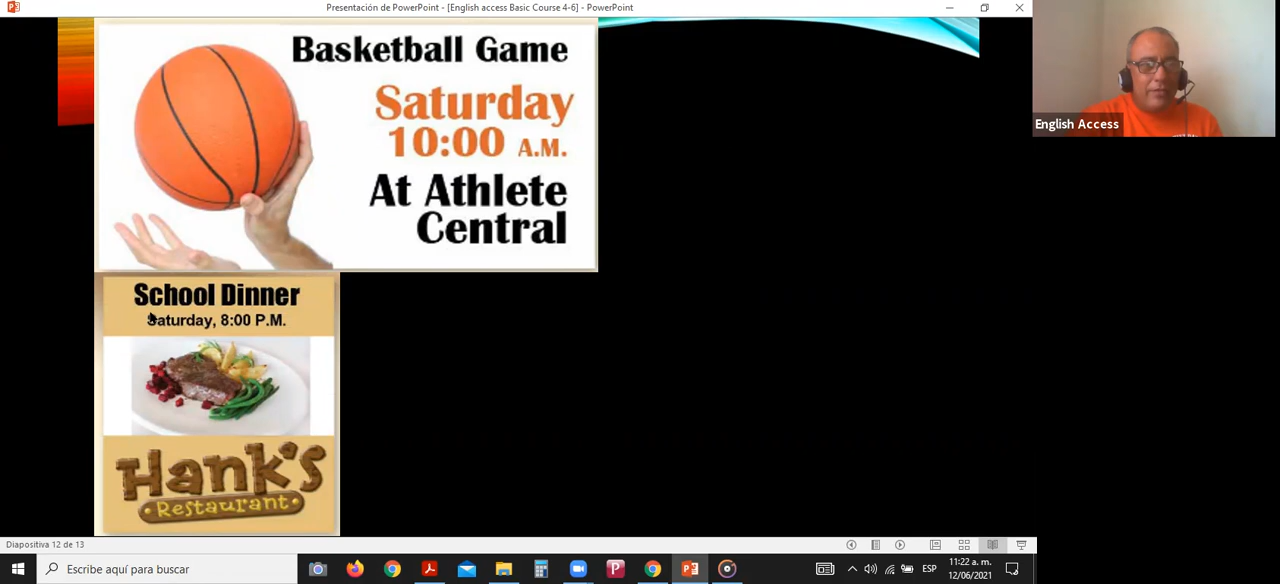 Presentación de PowerPoint - [English access Basic Course 4-6] - PowerPoint
Basketball Game
Saturday
10:00 A.M.
At Athlete
Central
English Access
School Dinner
Saturday, 8:00 P.M.
Hank's
Restaurant
Diapositiva 12 de 13
Escribe aquí para buscar
ESP
11:22 a. m.
12/06/2021